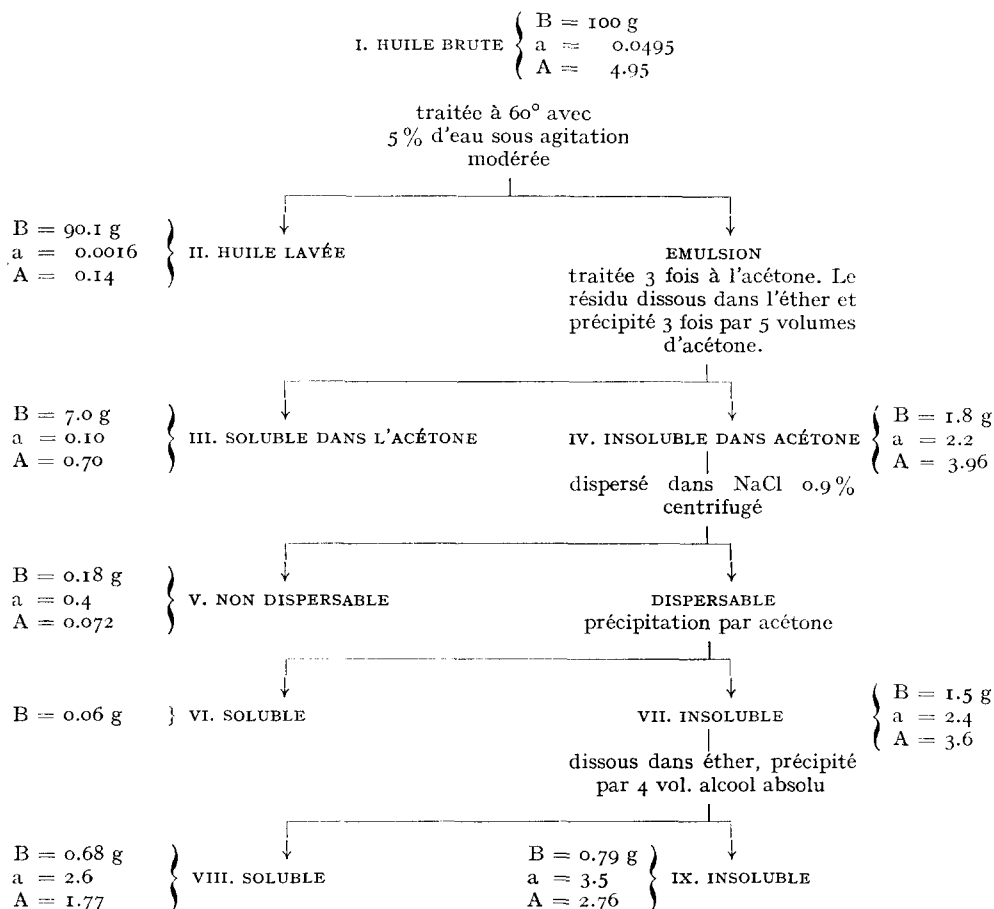 B = 100 g
I. HUILE BRUTE { a = 0.0495
A = 4.95
traitée à 60° avec
5 % d'eau sous agitation
modérée
B = 90.1 g
a = 0.0016 } II. HUILE LAVÉE
A = 0.14
EMULSION
traitée 3 fois à l'acétone. Le
résidu dissous dans l'éther et
précipité 3 fois par 5 volumes
d'acétone.
B = 7.0 g
a = 0.10 } III. SOLUBLE DANS L'ACÉTONE
A = 0.70
B = 1.8 g
IV. INSOLUBLE DANS ACÉTONE { a = 2.2
A = 3.96
dispersé dans NaCl 0.9 %
centrifugé
B = 0.18 g
a = 0.4 } V. NON DISPERSABLE
A = 0.072
DISPERSABLE
précipitation par acétone
B = 0.06 g } VI. SOLUBLE
B = 1.5 g
VII. INSOLUBLE { a = 2.4
A = 3.6
dissous dans éther, précipité
par 4 vol. alcool absolu
B = 0.68 g
a = 2.6 } VIII. SOLUBLE
A = 1.77
B = 0.79 g
a = 3.5 } IX. INSOLUBLE
A = 2.76